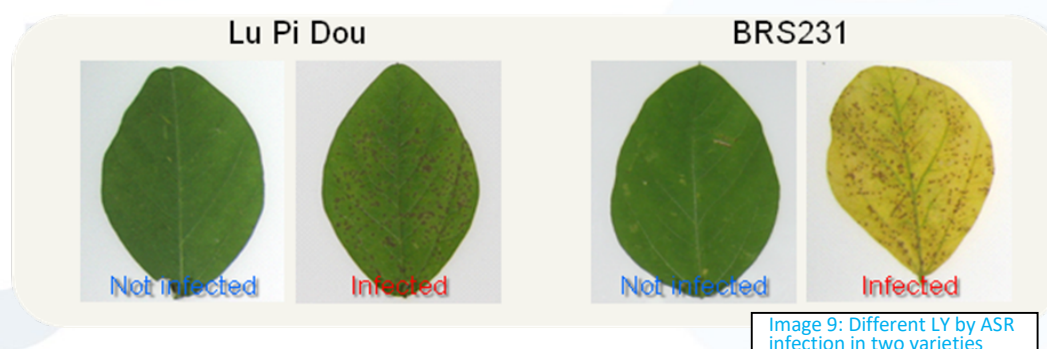 Lu Pi Dou
BRS231
Not infected
Infected
Not infected
Infected
Image 9: Different LY by ASR
infection in two varieties